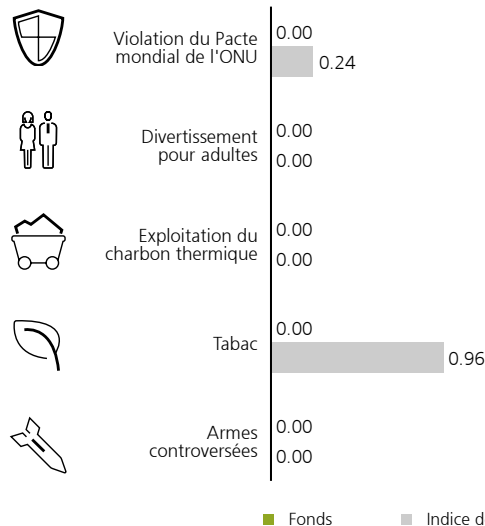 Violation du Pacte
mondial de l'ONU
0.00
0.24
Divertissement
pour adultes
0.00
0.00
Exploitation du
charbon thermique
0.00
0.00
Tabac
0.00
0.96
Armes
controversées
0.00
0.00
Fonds
Indice d